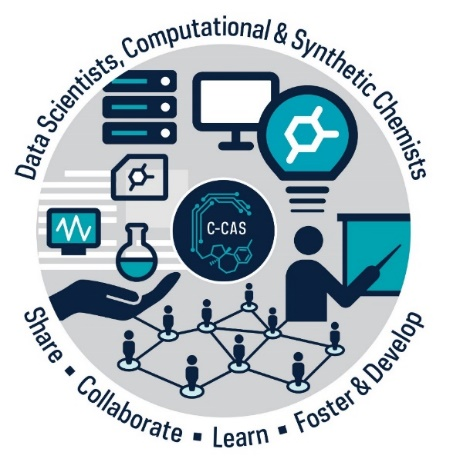 Data Scientists, Computational & Synthetic Chemists
C-CAS
Share ▪ Collaborate ▪ Learn ▪ Foster & Develop